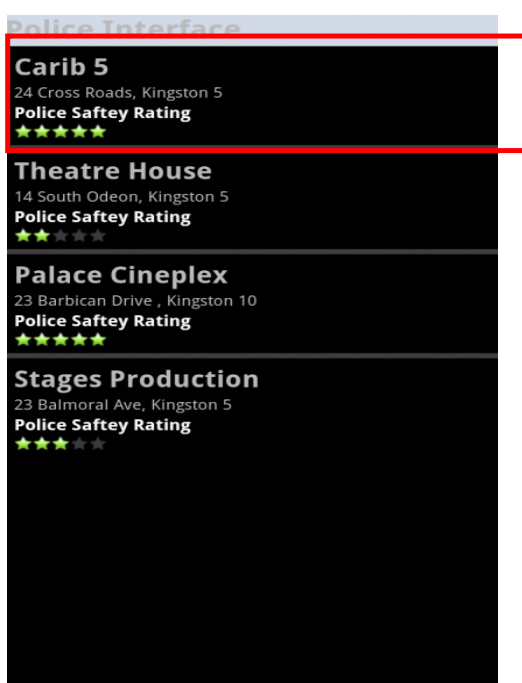 Police Interface
Carib 5
24 Cross Roads, Kingston 5
Police Saftey Rating
Theatre House
14 South Odeon, Kingston 5
Police Saftey Rating
Palace Cineplex
23 Barbican Drive , Kingston 10
Police Saftey Rating
Stages Production
23 Balmoral Ave, Kingston 5
Police Saftey Rating